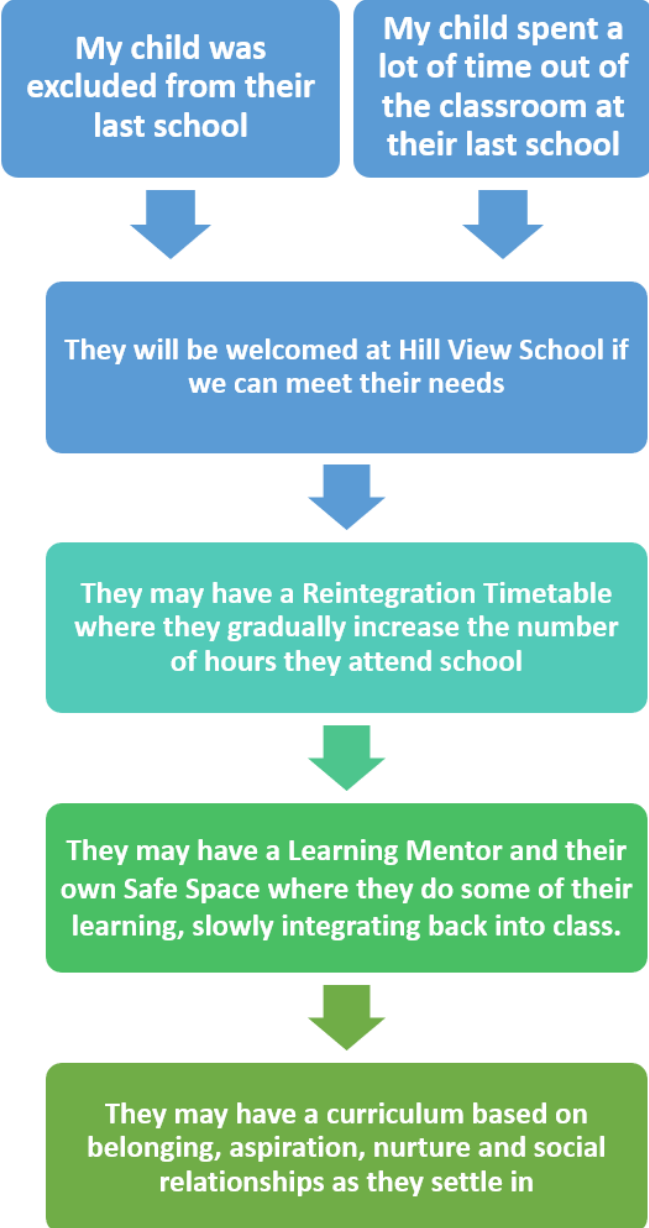 My child was
excluded from their
last school
My child spent a
lot of time out of
the classroom at
their last school
They will be welcomed at Hill View School if
we can meet their needs
They may have a Reintegration Timetable
where they gradually increase the number
of hours they attend school
They may have a Learning Mentor and their
own Safe Space where they do some of their
learning, slowly integrating back into class.
They may have a curriculum based on
belonging, aspiration, nurture and social
relationships as they settle in